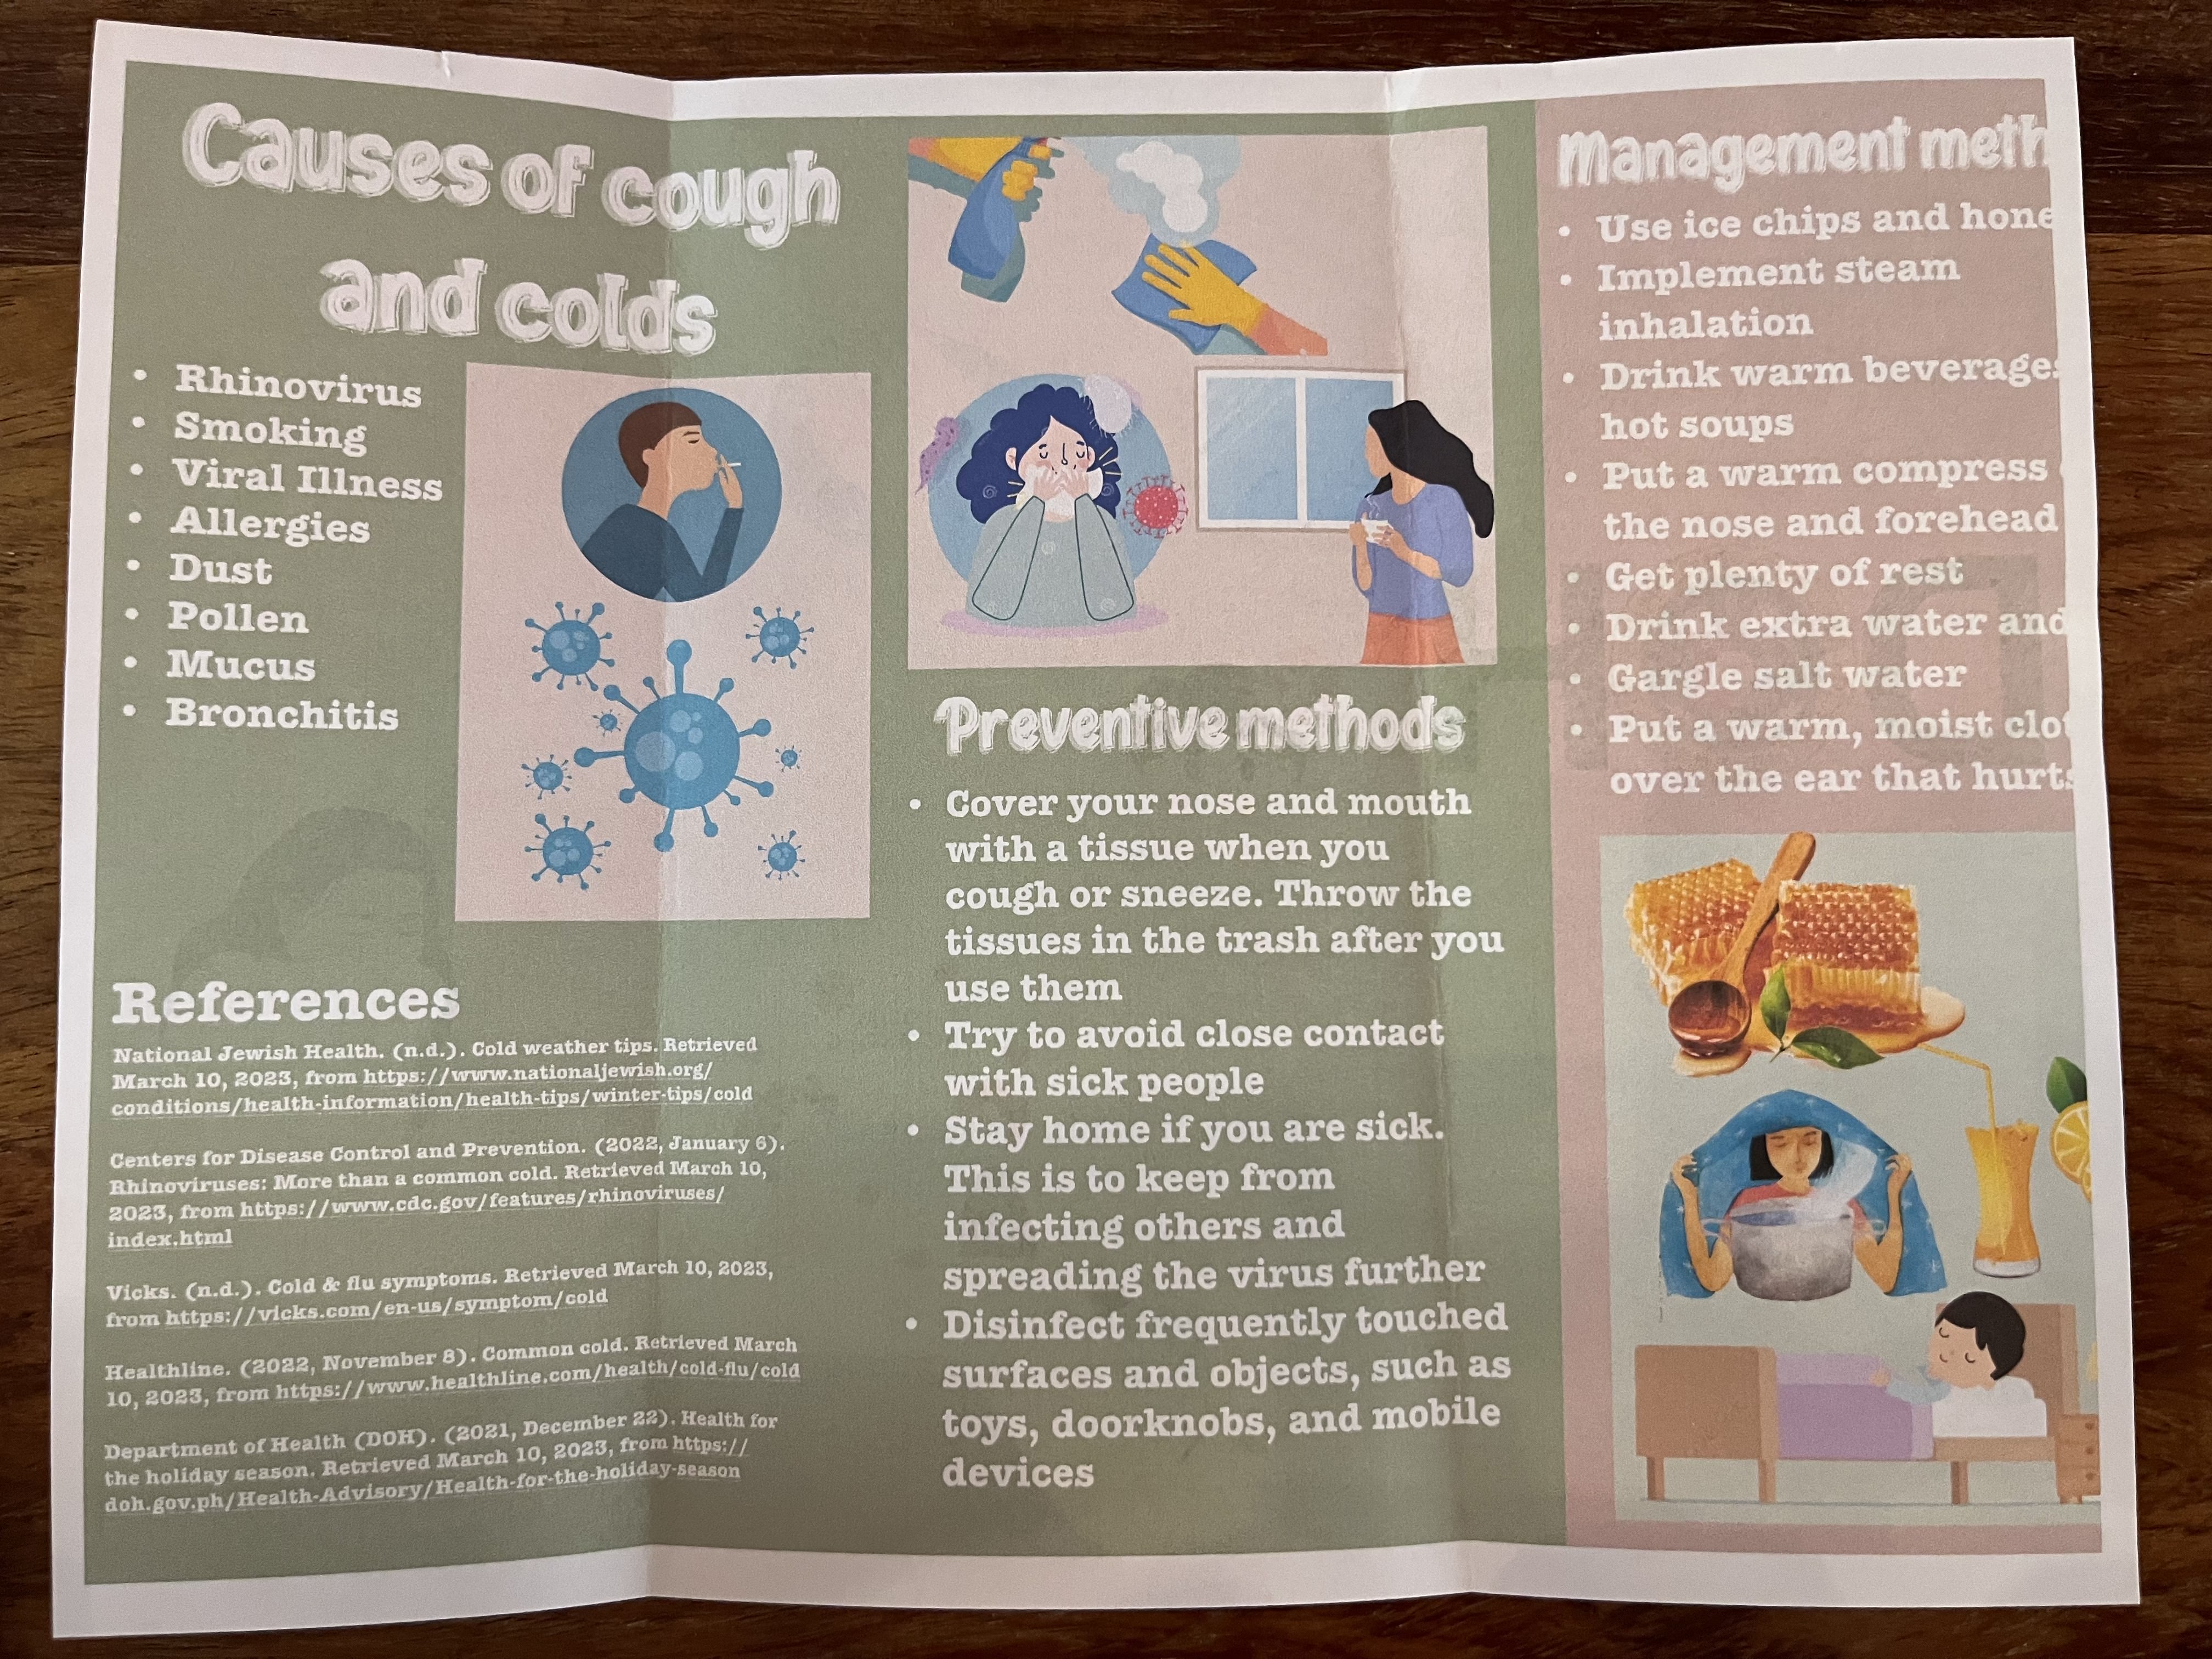 Causes of cough
and colds
• Rhinovirus
• Smoking
• Viral Illness
• Allergies
• Dust
• Pollen
• Mucus
• Bronchitis
References
National Jewish Health. (n.d.). Cold weather tips. Retrieved
March 10, 2023, from https://www.nationaljewish.org/
conditions/health-information/health-tips/winter-tips/cold
Centers for Disease Control and Prevention. (2022, January 6).
Rhinoviruses: More than a common cold. Retrieved March 10,
2023, from https://www.cdc.gov/features/rhinoviruses/
index.html
Vicks. (n.d.). Cold & flu symptoms. Retrieved March 10, 2023,
from https://vicks.com/en-us/symptom/cold
Healthline. (2022, November 8). Common cold. Retrieved March
10, 2023, from https://www.healthline.com/health/cold-flu/cold
Department of Health (DOH). (2021, December 22). Health for
the holiday season. Retrieved March 10, 2023, from https://
doh.gov.ph/Health-Advisory/Health-for-the-holiday-season
Preventive methods
• Cover your nose and mouth
with a tissue when you
cough or sneeze. Throw the
tissues in the trash after you
use them
• Try to avoid close contact
with sick people
• Stay home if you are sick.
This is to keep from
infecting others and
spreading the virus further
• Disinfect frequently touched
surfaces and objects, such as
toys, doorknobs, and mobile
devices
Management meth
• Use ice chips and hone
• Implement steam
inhalation
• Drink warm beverages
hot soups
• Put a warm compress
the nose and forehead
• Get plenty of rest
• Drink extra water and
• Gargle salt water
• Put a warm, moist clot
over the ear that hurts